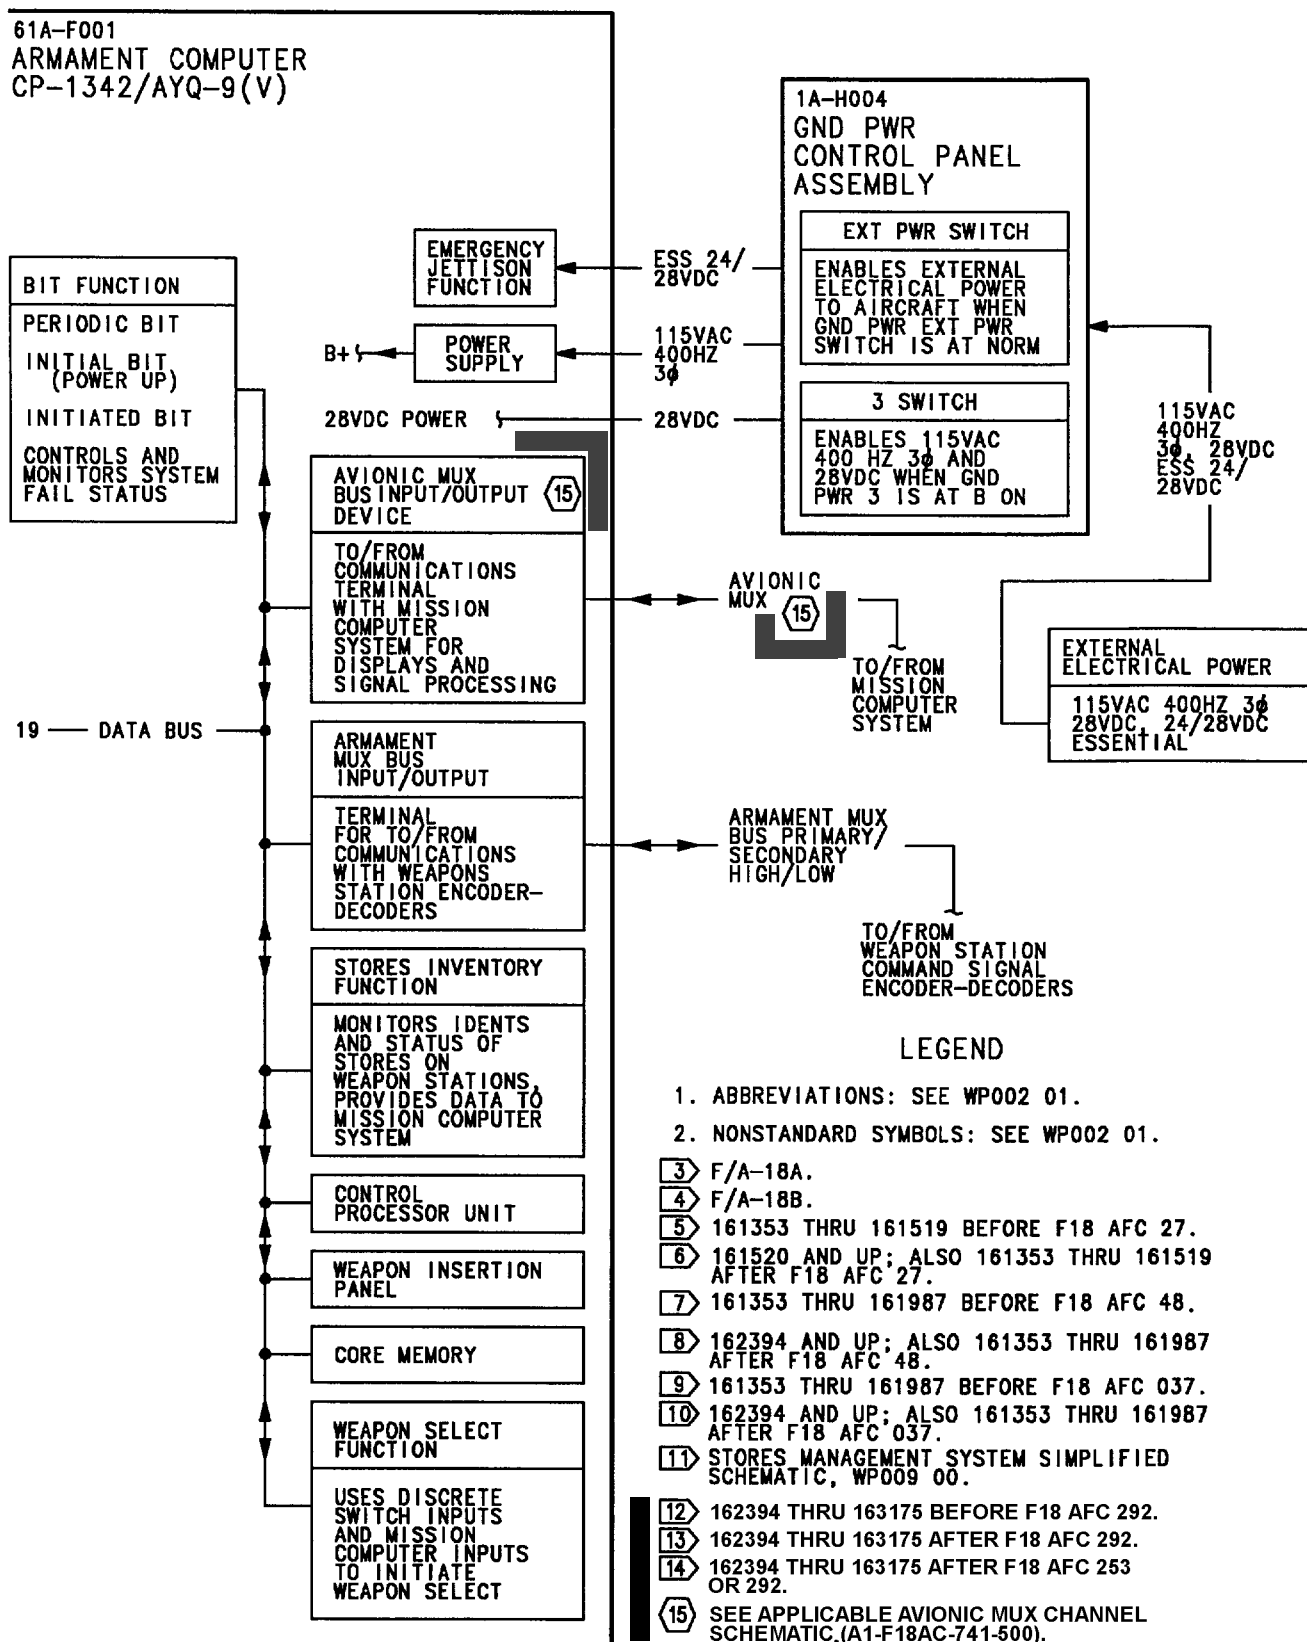 61A-F001
ARMAMENT COMPUTER
CP-1342/AYQ-9(V)
1A-H004
GND PWR
CONTROL PANEL
ASSEMBLY
EXT PWR SWITCH
ENABLES EXTERNAL
ELECTRICAL POWER
TO AIRCRAFT WHEN
GND PWR EXT PWR
SWITCH IS AT NORM
3 SWITCH
ENABLES 115VAC
400 HZ 3ϕ AND
28VDC WHEN GND
PWR 3 IS AT B ON
EMERGENCY
JETTISON
FUNCTION
ESS 24/
28VDC
B+
POWER
SUPPLY
115VAC
400HZ
3ϕ
28VDC POWER
28VDC
115VAC
400HZ
3ϕ, 28VDC
ESS 24/
28VDC
EXTERNAL
ELECTRICAL POWER
115VAC 400HZ 3ϕ
28VDC, 24/28VDC
ESSENTIAL
BIT FUNCTION
PERIODIC BIT
INITIAL BIT
(POWER UP)
INITIATED BIT
CONTROLS AND
MONITORS SYSTEM
FAIL STATUS
19
DATA BUS
AVIONIC MUX
BUS INPUT/OUTPUT
DEVICE
15
TO/FROM
COMMUNICATIONS
TERMINAL
WITH MISSION
COMPUTER
SYSTEM FOR
DISPLAYS AND
SIGNAL PROCESSING
AVIONIC
MUX
15
TO/FROM
MISSION
COMPUTER
SYSTEM
ARMAMENT
MUX BUS
INPUT/OUTPUT
TERMINAL
FOR TO/FROM
COMMUNICATIONS
WITH WEAPONS
STATION ENCODER-
DECODERS
ARMAMENT MUX
BUS PRIMARY/
SECONDARY
HIGH/LOW
TO/FROM
WEAPON STATION
COMMAND SIGNAL
ENCODER-DECODERS
STORES INVENTORY
FUNCTION
MONITORS IDENTS
AND STATUS OF
STORES ON
WEAPON STATIONS,
PROVIDES DATA TO
MISSION COMPUTER
SYSTEM
CONTROL
PROCESSOR UNIT
WEAPON INSERTION
PANEL
CORE MEMORY
WEAPON SELECT
FUNCTION
USES DISCRETE
SWITCH INPUTS
AND MISSION
COMPUTER INPUTS
TO INITIATE
WEAPON SELECT
LEGEND
1. ABBREVIATIONS: SEE WP002 01.
2. NONSTANDARD SYMBOLS: SEE WP002 01.
3 F/A-18A.
4 F/A-18B.
5 161353 THRU 161519 BEFORE F18 AFC 27.
6 161520 AND UP; ALSO 161353 THRU 161519
AFTER F18 AFC 27.
7 161353 THRU 161987 BEFORE F18 AFC 48.
8 162394 AND UP; ALSO 161353 THRU 161987
AFTER F18 AFC 48.
9 161353 THRU 161987 BEFORE F18 AFC 037.
10 162394 AND UP; ALSO 161353 THRU 161987
AFTER F18 AFC 037.
11 STORES MANAGEMENT SYSTEM SIMPLIFIED
SCHEMATIC, WP009 00.
12 162394 THRU 163175 BEFORE F18 AFC 292.
13 162394 THRU 163175 AFTER F18 AFC 292.
14 162394 THRU 163175 AFTER F18 AFC 253
OR 292.
15 SEE APPLICABLE AVIONIC MUX CHANNEL
SCHEMATIC,(A1-F18AC-741-500).